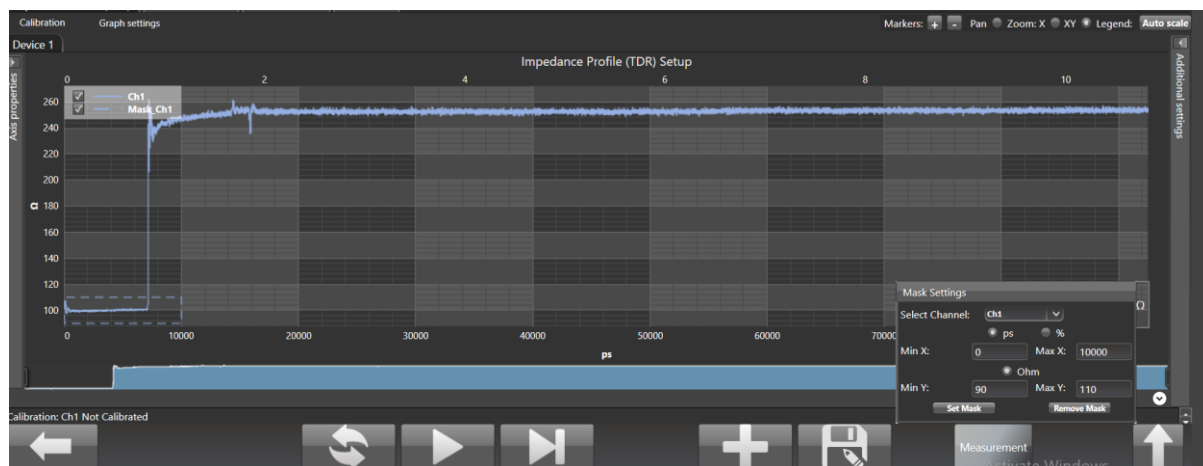 Calibration Graph settings Markers: + - Pan Zoom: X XY Legend: Auto scale
Device 1
Impedance Profile (TDR) Setup
0 2 4 6 8 10
Axis properties
Additional settings
Ch1
Mask_Ch1
260
240
220
200
Ω 180
160
140
120
100
0 10000 20000 30000 40000 50000 60000 70000
ps
Ω
Mask Settings
Select Channel: Ch1
ps %
Min X: 0 Max X: 10000
Ohm
Min Y: 90 Max Y: 110
Set Mask Remove Mask
Calibration: Ch1 Not Calibrated
Measurement
Activate Windows